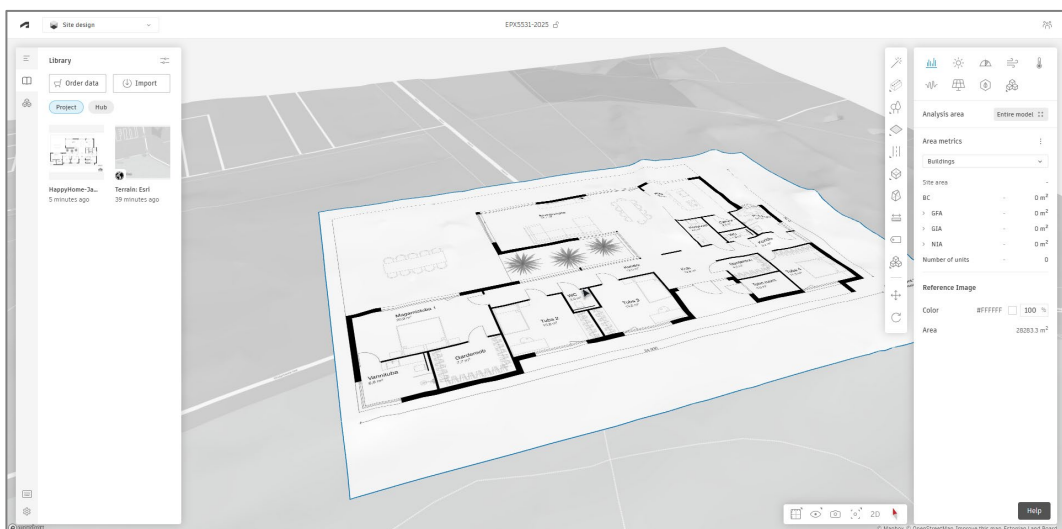 Site design
EPX5531-2025
Library
Order data
Import
Project
Hub
HappyHome-Ja...
5 minutes ago
Terrain: Esri
39 minutes ago
Magamistuba 1
Vannituba
Garderoob
Tuba 2
WC
Tuba 3
Tuba 4
Köök
Analysis area
Entire model
Area metrics
Buildings
Site area -
BC - 0 m²
GFA - 0 m²
GIA - 0 m²
NIA - 0 m²
Number of units - 0
Reference Image
Color #FFFFFF 100 %
Area 28283.3 m²
2D
Help